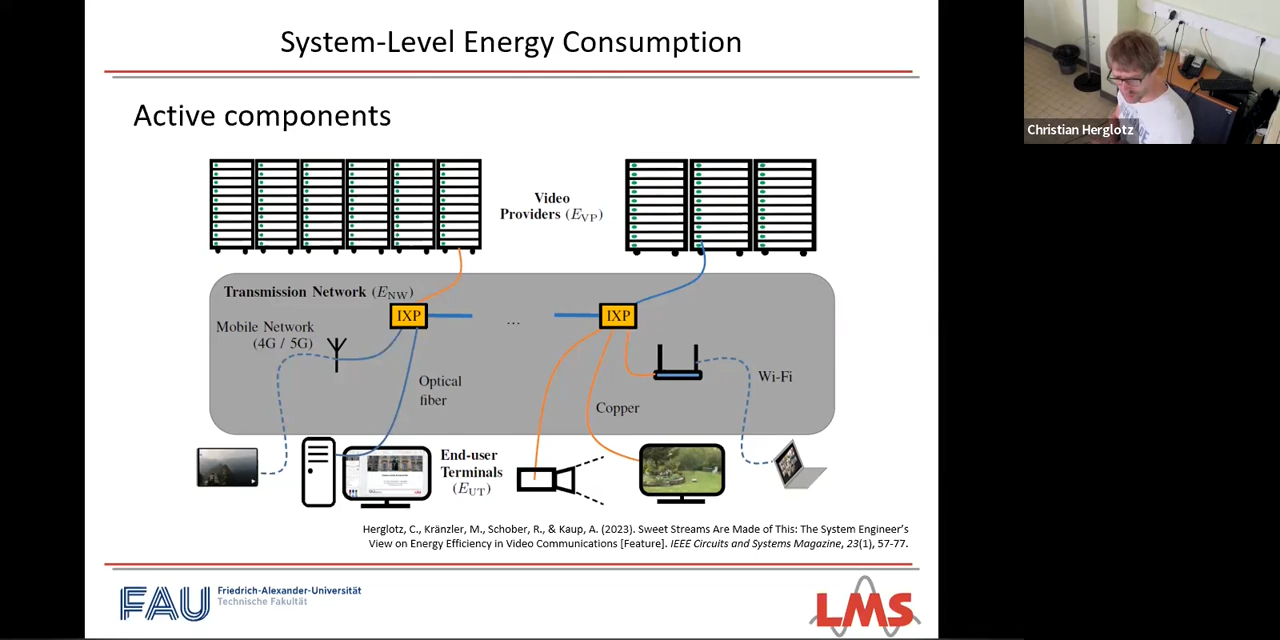 System-Level Energy Consumption
Active components
Video
Providers (E_VP)
Transmission Network (E_NW)
IXP
...
IXP
Mobile Network
(4G / 5G)
Optical
fiber
Copper
Wi-Fi
End-user
Terminals
(E_UT)
LMS
Herglotz, C., Kränzler, M., Schober, R., & Kaup, A. (2023). Sweet Streams Are Made of This: The System Engineer's
View on Energy Efficiency in Video Communications [Feature]. IEEE Circuits and Systems Magazine, 23(1), 57-77.
FAU
Friedrich-Alexander-Universität
Technische Fakultät
LMS
Christian Herglotz